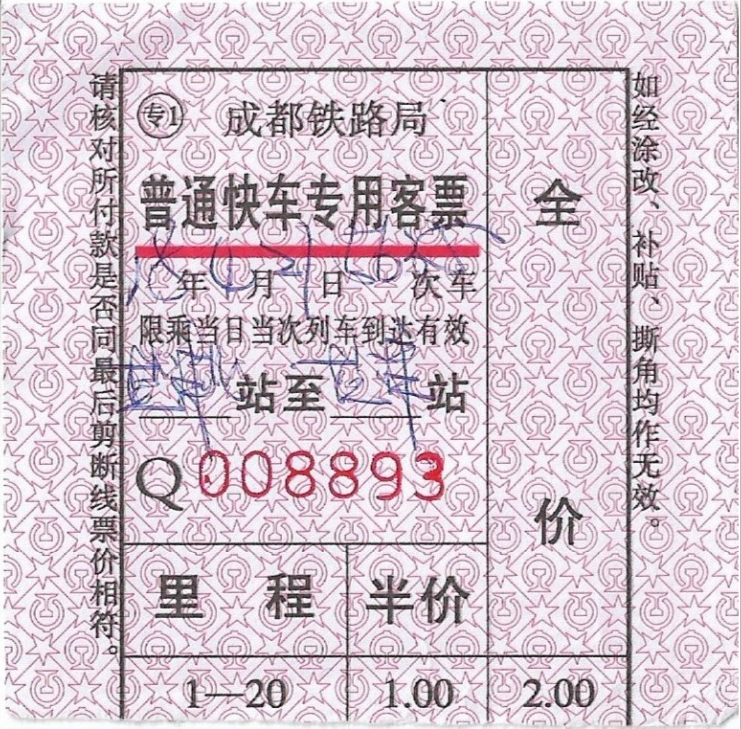 请核对所付款是否同最后剪断线票价相符。
专1 成都铁路局
普通快车专用客票
年 月 日 次车
限乘当日当次列车到达有效
站至 站
Q008893
全价
里程 半价
1—20 1.00 2.00
如经涂改、补贴、撕角均作无效。